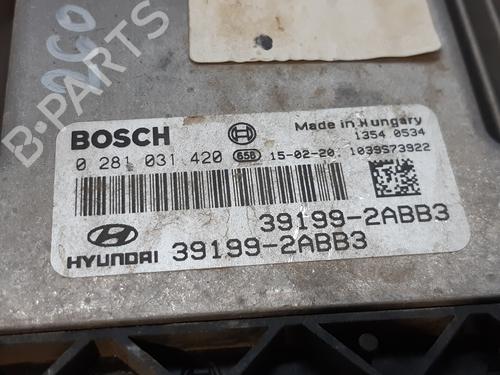 260
B-PARTS
BOSCH
Made in Hungary
1354 0534
0 281 031 420 65B 15-02-20. 1039S73922
39199-2ABB3
HYUNDAI 39199-2ABB3